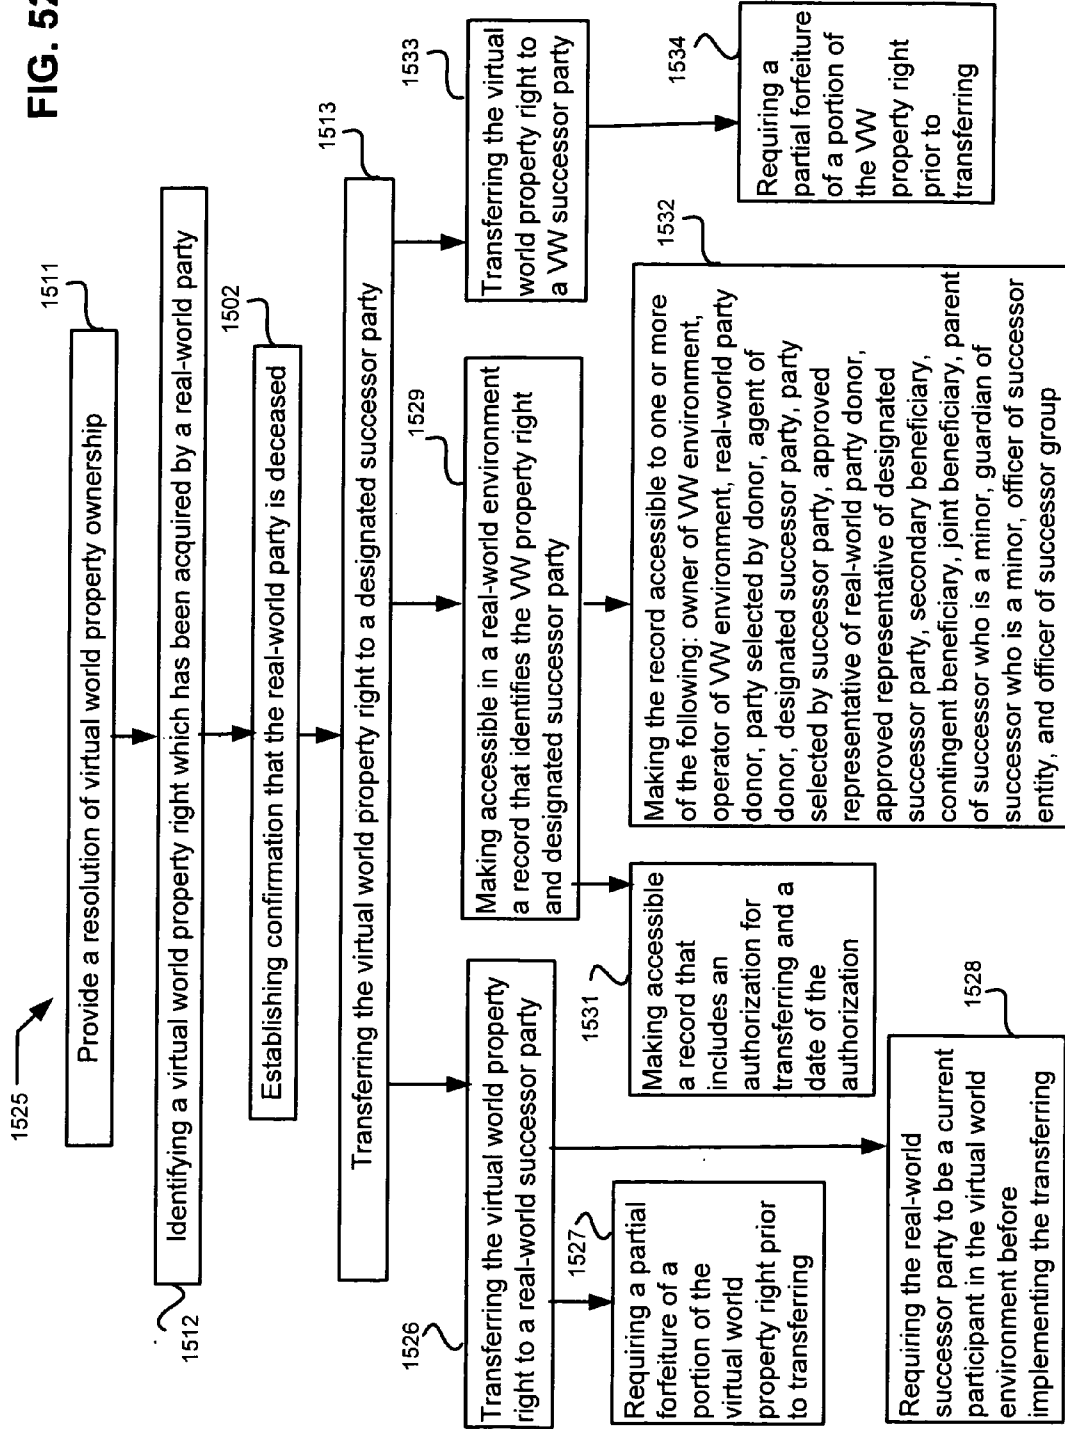 FIG. 52
1525
1511
Provide a resolution of virtual world property ownership
1512
Identifying a virtual world property right which has been acquired by a real-world party
1502
Establishing confirmation that the real-world party is deceased
1513
Transferring the virtual world property right to a designated successor party
1526
Transferring the virtual world property
right to a real-world successor party
1529
Making accessible in a real-world environment
a record that identifies the VW property right
and designated successor party
1533
Transferring the virtual
world property right to
a VW successor party
1527
Requiring a partial
forfeiture of a
portion of the
virtual world
property right prior
to transferring
1528
Requiring the real-world
successor party to be a current
participant in the virtual world
environment before
implementing the transferring
1531
Making accessible
a record that
includes an
authorization for
transferring and a
date of the
authorization
1532
Making the record accessible to one or more
of the following: owner of VW environment,
operator of VW environment, real-world party
donor, party selected by donor, agent of
donor, designated successor party, party
selected by successor party, approved
representative of real-world party donor,
approved representative of designated
successor party, secondary beneficiary,
contingent beneficiary, joint beneficiary, parent
of successor who is a minor, guardian of
successor who is a minor, officer of successor
entity, and officer of successor group
1534
Requiring a
partial forfeiture
of a portion of
the VW
property right
prior to
transferring